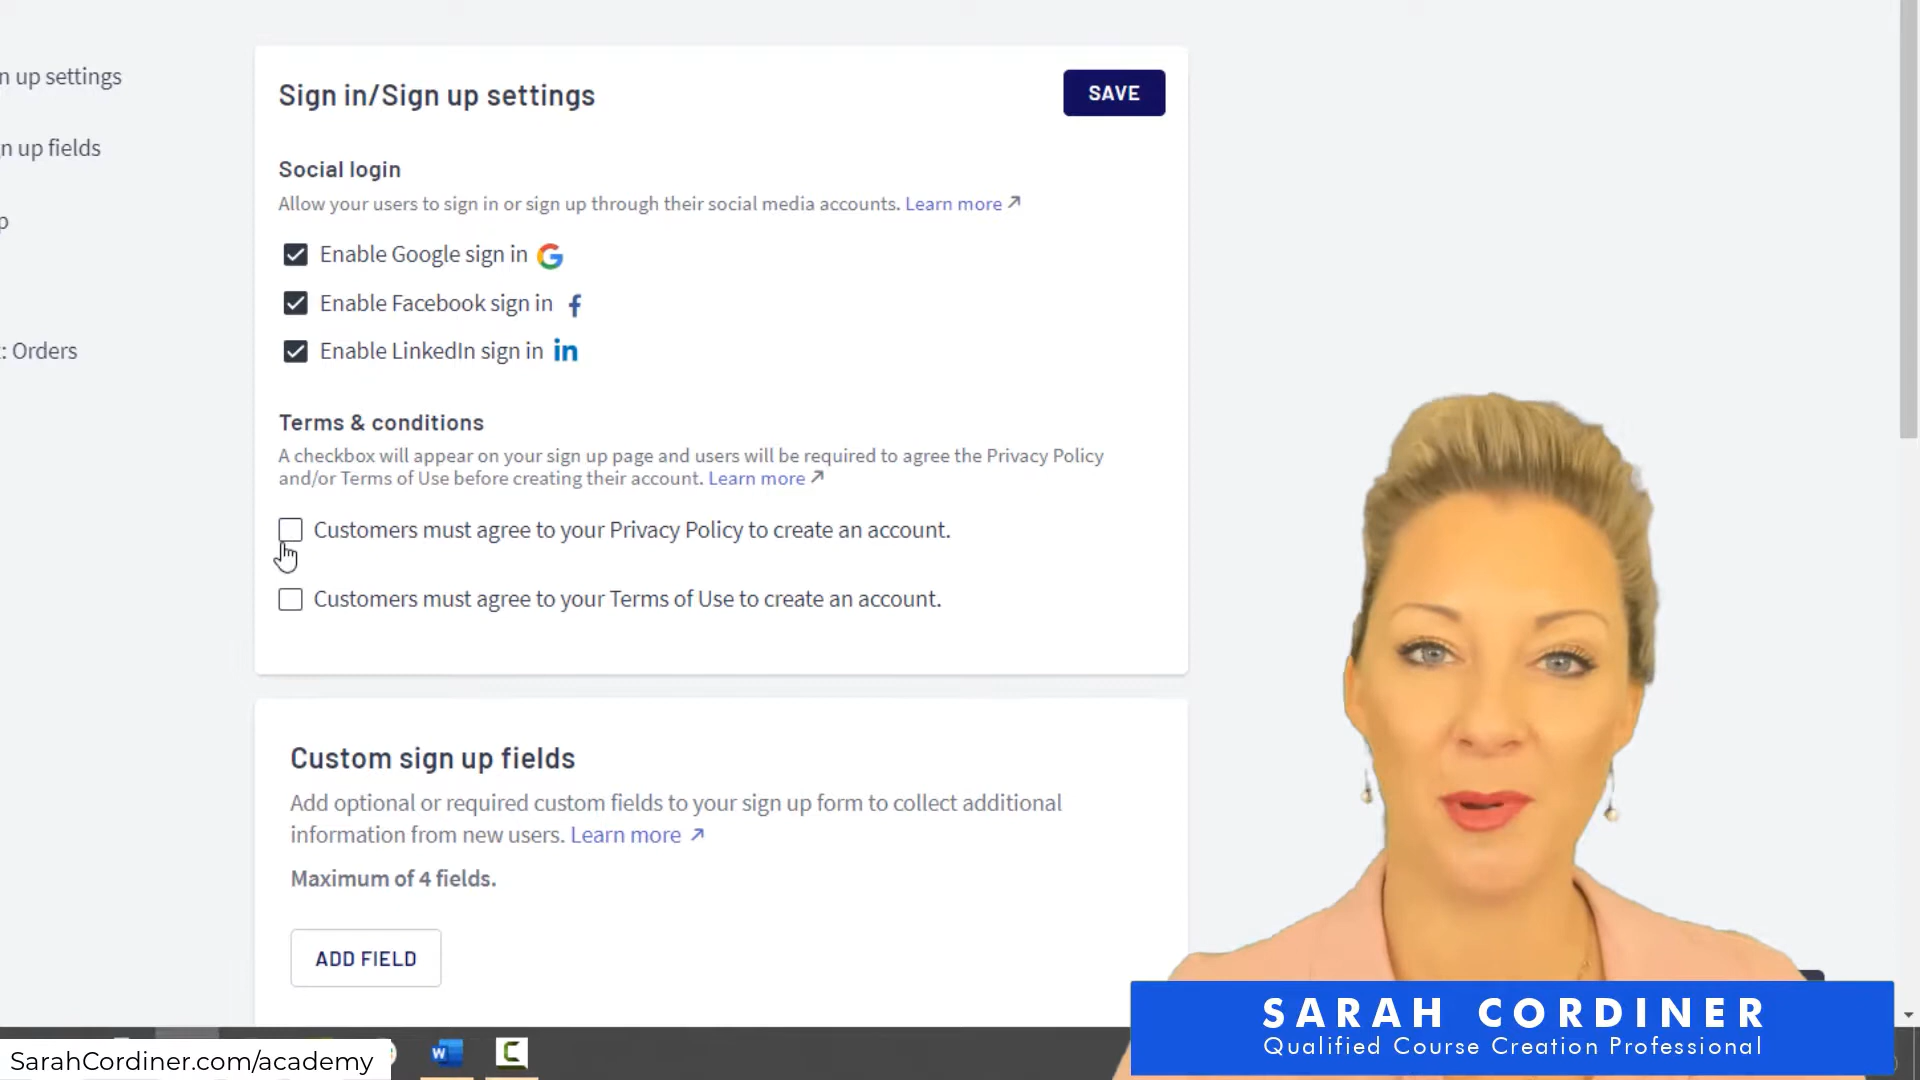 n up settings
n up fields
p
: Orders
Sign in/Sign up settings
SAVE
Social login
Allow your users to sign in or sign up through their social media accounts. Learn more
Enable Google sign in
Enable Facebook sign in f
Enable LinkedIn sign in in
Terms & conditions
A checkbox will appear on your sign up page and users will be required to agree the Privacy Policy
and/or Terms of Use before creating their account. Learn more
Customers must agree to your Privacy Policy to create an account.
Customers must agree to your Terms of Use to create an account.
Custom sign up fields
Add optional or required custom fields to your sign up form to collect additional
information from new users. Learn more
Maximum of 4 fields.
ADD FIELD
SARAH CORDINER
Qualified Course Creation Professional
SarahCordiner.com/academy